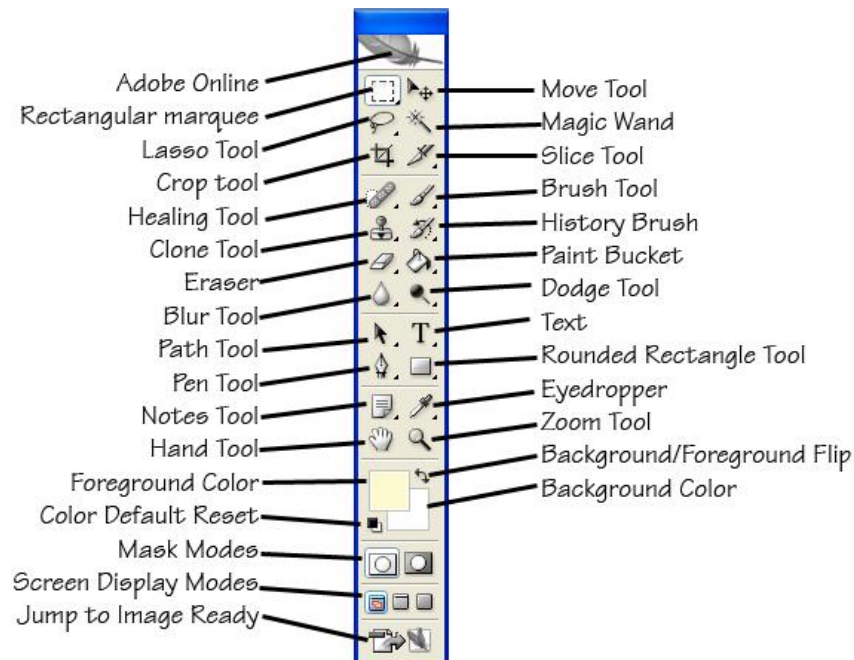 Adobe Online
Rectangular marquee
Lasso Tool
Crop tool
Healing Tool
Clone Tool
Eraser
Blur Tool
Path Tool
Pen Tool
Notes Tool
Hand Tool
Foreground Color
Color Default Reset
Mask Modes
Screen Display Modes
Jump to Image Ready
T
Move Tool
Magic Wand
Slice Tool
Brush Tool
History Brush
Paint Bucket
Dodge Tool
Text
Rounded Rectangle Tool
Eyedropper
Zoom Tool
Background/Foreground Flip
Background Color